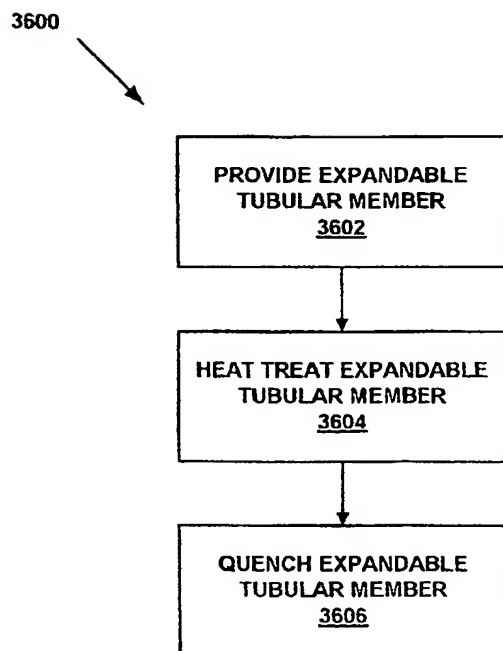 3600
PROVIDE EXPANDABLE
TUBULAR MEMBER
3602
HEAT TREAT EXPANDABLE
TUBULAR MEMBER
3604
QUENCH EXPANDABLE
TUBULAR MEMBER
3606